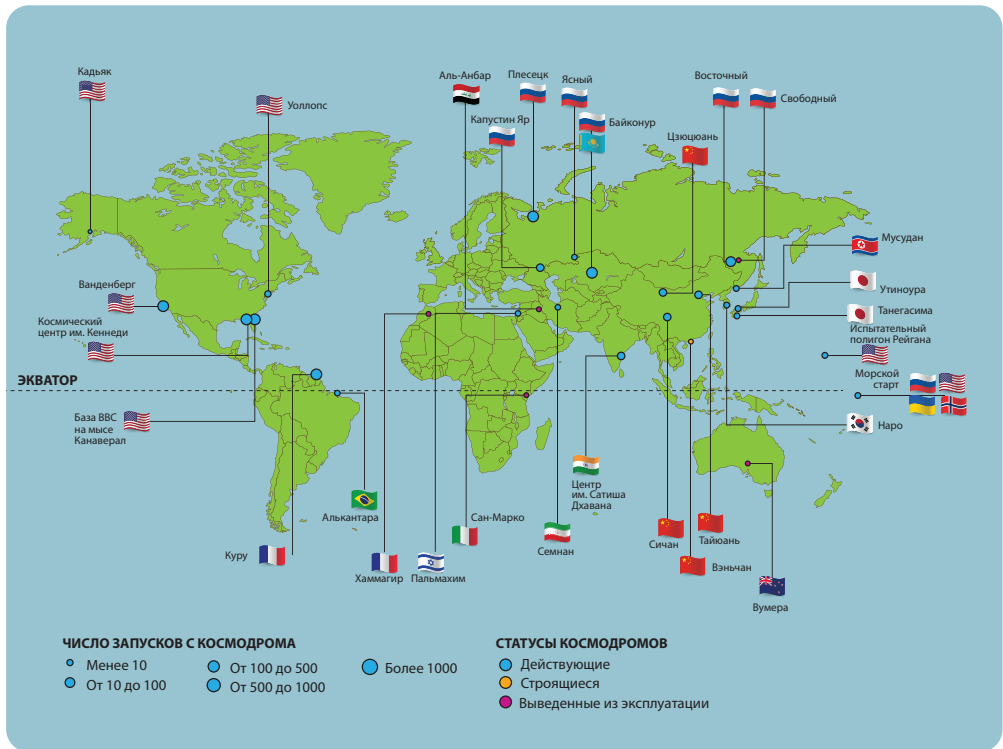 Кадьяк
Уоллопс
Аль-Анбар
Плесецк
Ясный
Капустин Яр
Байконур
Восточный
Свободный
Цзюцюань
Мусудан
Утиноура
Танегасима
Испытательный
полигон Рейгана
Морской
старт
Наро
Ванденберг
Космический
центр им. Кеннеди
ЭКВАТОР
База ВВС
на мысе
Канаверал
Куру
Алькантара
Хаммагир
Пальмахим
Сан-Марко
Семнан
Центр
им. Сатиша
Дхавана
Сичан
Тайюань
Вэньчан
Вумера
ЧИСЛО ЗАПУСКОВ С КОСМОДРОМА
Менее 10
От 10 до 100
От 100 до 500
От 500 до 1000
Более 1000
СТАТУСЫ КОСМОДРОМОВ
Действующие
Строящиеся
Выведенные из эксплуатации